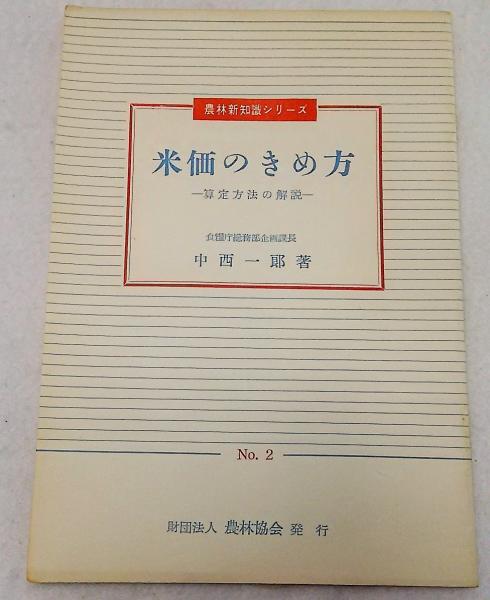 農林新知識シリーズ
米価のきめ方
—算定方法の解説—
食糧庁総務部企画課長
中西一郎著
No. 2
財団法人 農林協会 発行